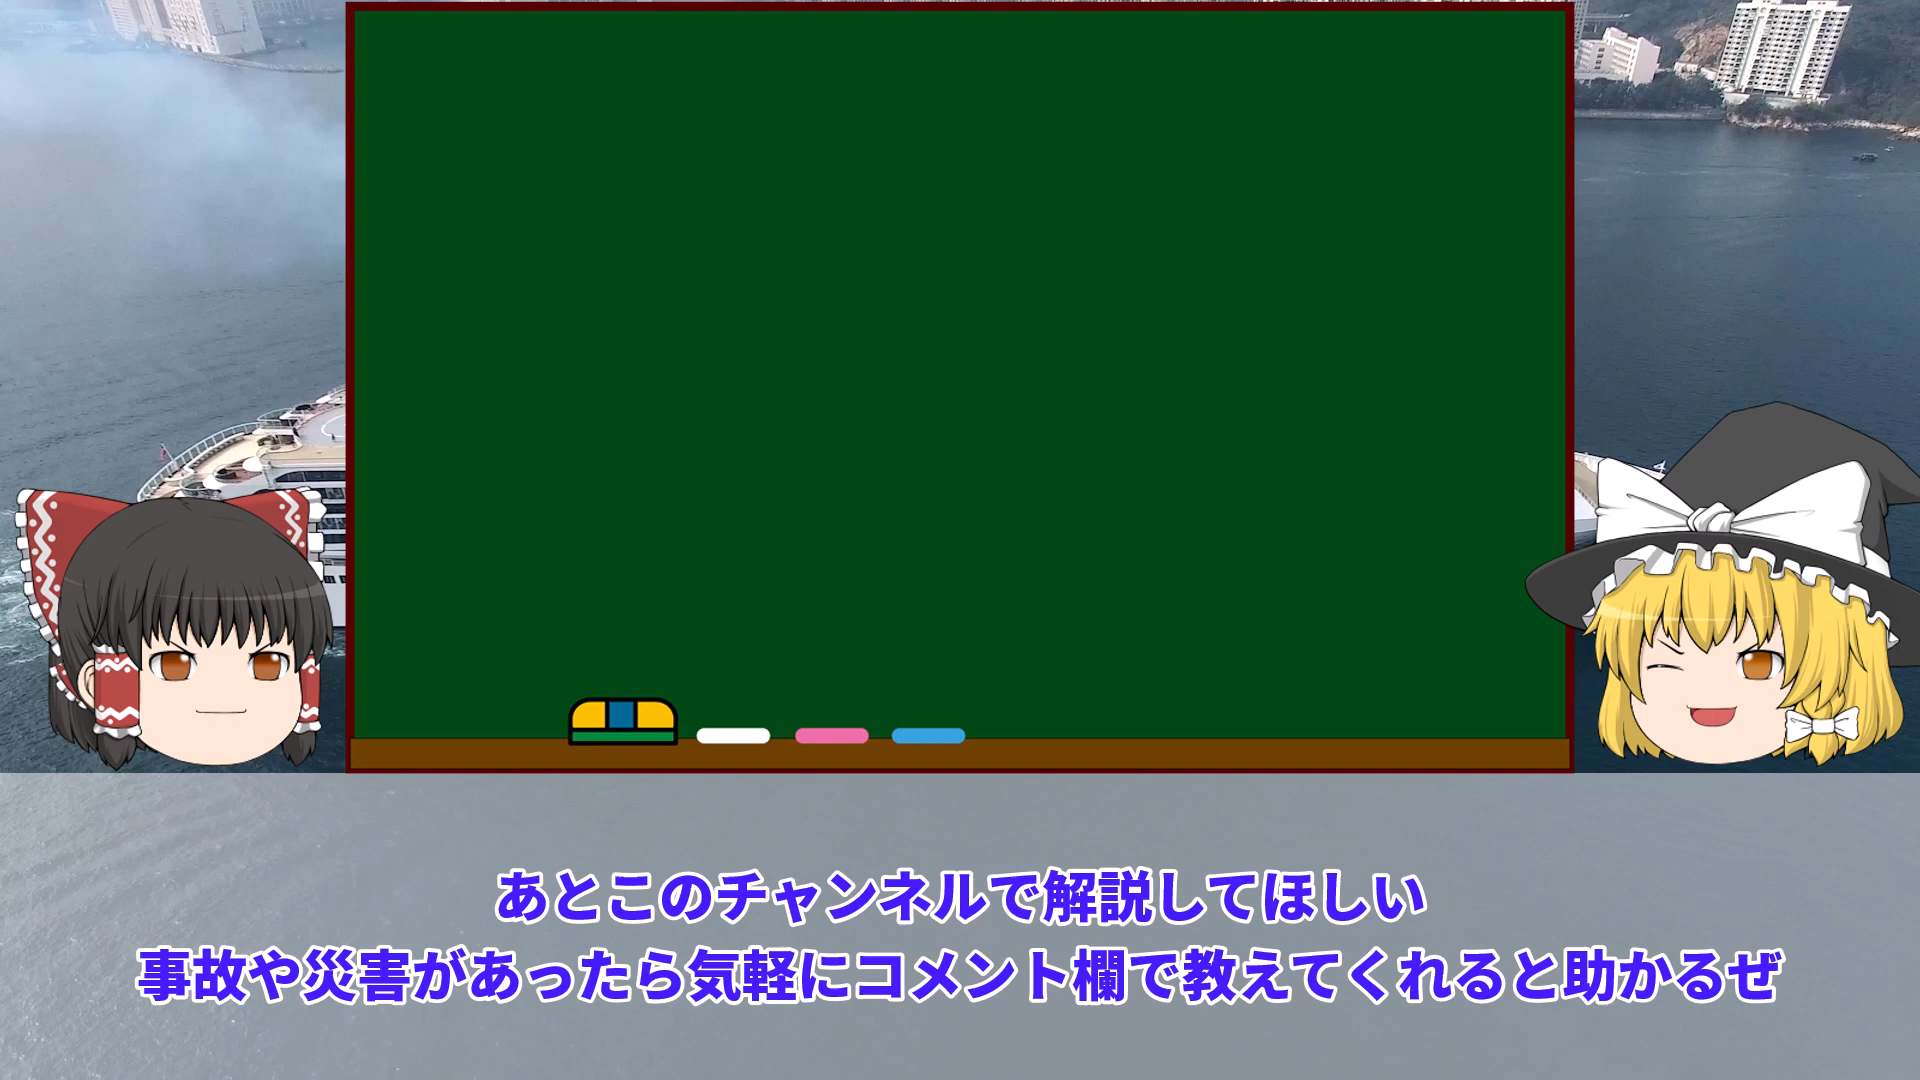 あとこのチャンネルで解説してほしい
事故や災害があったら気軽にコメント欄で教えてくれると助かるぜ